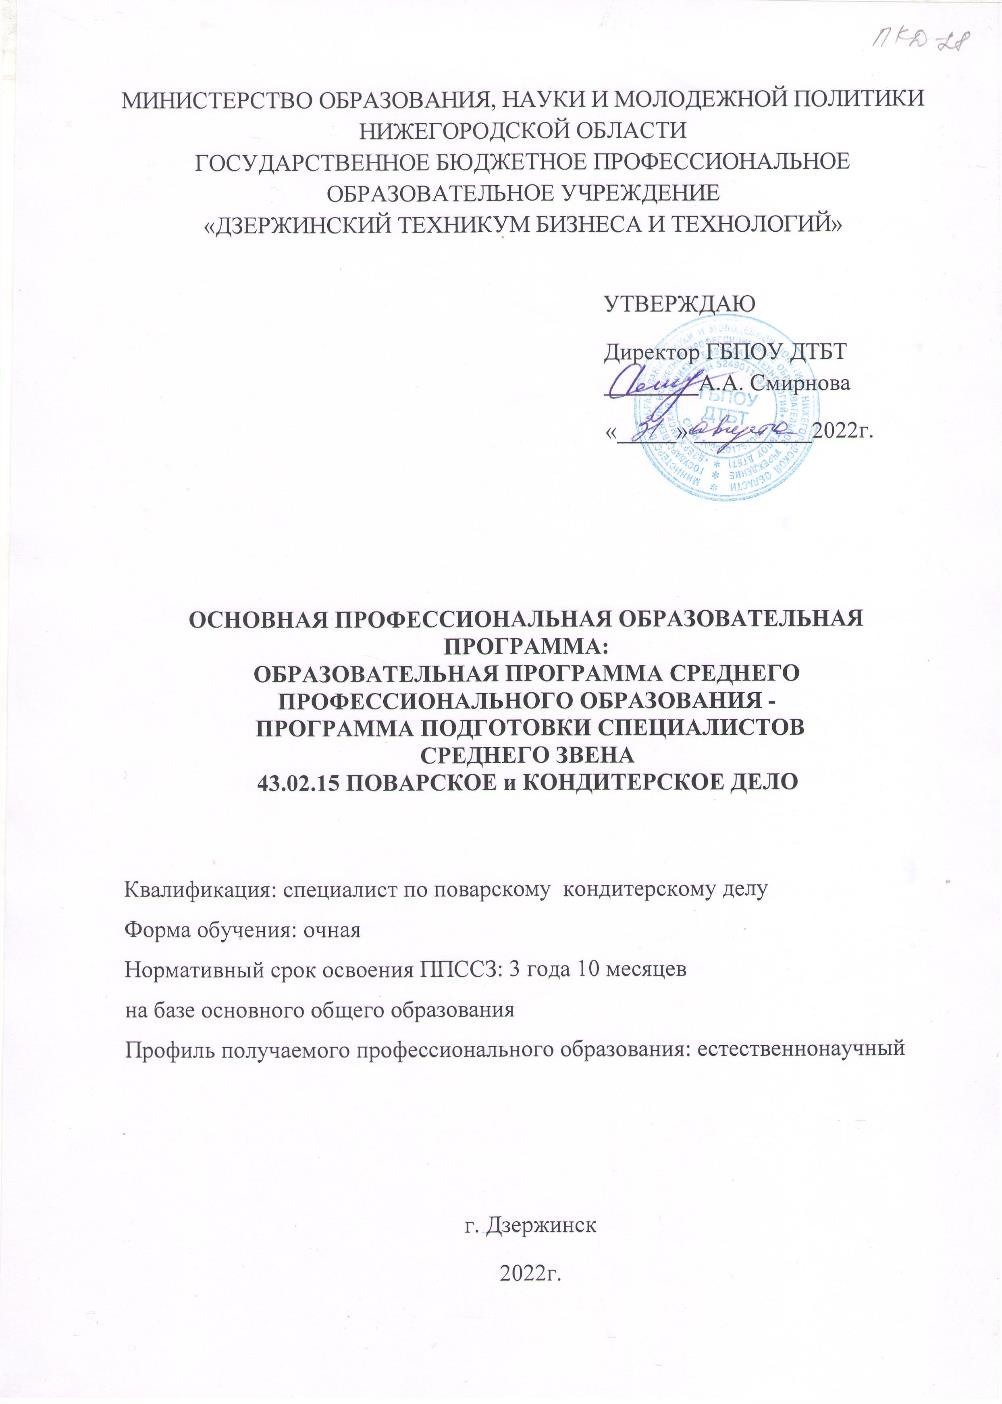 ПКД-28
МИНИСТЕРСТВО ОБРАЗОВАНИЯ, НАУКИ И МОЛОДЕЖНОЙ ПОЛИТИКИ
НИЖЕГОРОДСКОЙ ОБЛАСТИ
ГОСУДАРСТВЕННОЕ БЮДЖЕТНОЕ ПРОФЕССИОНАЛЬНОЕ
ОБРАЗОВАТЕЛЬНОЕ УЧРЕЖДЕНИЕ
«ДЗЕРЖИНСКИЙ ТЕХНИКУМ БИЗНЕСА И ТЕХНОЛОГИЙ»
УТВЕРЖДАЮ
Директор ГБПОУ ДТБТ
А.А. Смирнова
«31» августа 2022г.
ГБПОУ
ДТБТ
ОСНОВНАЯ ПРОФЕССИОНАЛЬНАЯ ОБРАЗОВАТЕЛЬНАЯ
ПРОГРАММА:
ОБРАЗОВАТЕЛЬНАЯ ПРОГРАММА СРЕДНЕГО
ПРОФЕССИОНАЛЬНОГО ОБРАЗОВАНИЯ -
ПРОГРАММА ПОДГОТОВКИ СПЕЦИАЛИСТОВ
СРЕДНЕГО ЗВЕНА
43.02.15 ПОВАРСКОЕ и КОНДИТЕРСКОЕ ДЕЛО
Квалификация: специалист по поварскому кондитерскому делу
Форма обучения: очная
Нормативный срок освоения ППССЗ: 3 года 10 месяцев
на базе основного общего образования
Профиль получаемого профессионального образования: естественнонаучный
г. Дзержинск
2022г.